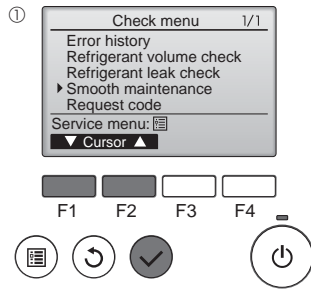 ①
Check menu 1/1
Error history
Refrigerant volume check
Refrigerant leak check
Smooth maintenance
Request code
Service menu:
▼ Cursor ▲
F1 F2 F3 F4